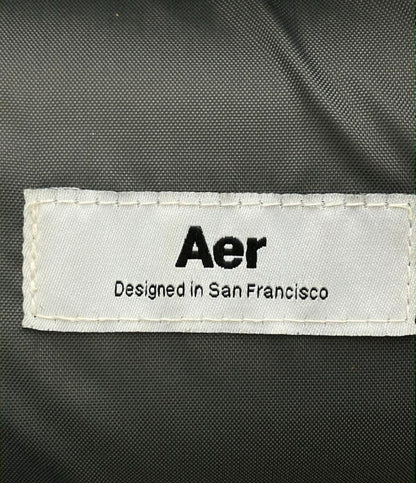 Aer
Designed in San Francisco